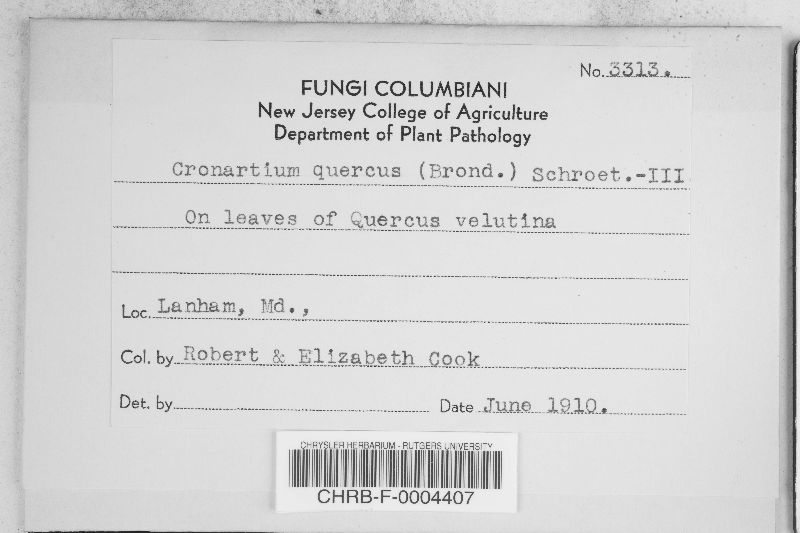 No. 3313.
FUNGI COLUMBIANI
New Jersey College of Agriculture
Department of Plant Pathology
Cronartium quercus (Brond.) Schroet.-III
On leaves of Quercus velutina
Loc. Lanham, Md.,
Col. by Robert & Elizabeth Cook
Det. by
Date June 1910.
CHRYSLER HERBARIUM - RUTGERS UNIVERSITY
CHRB-F-0004407